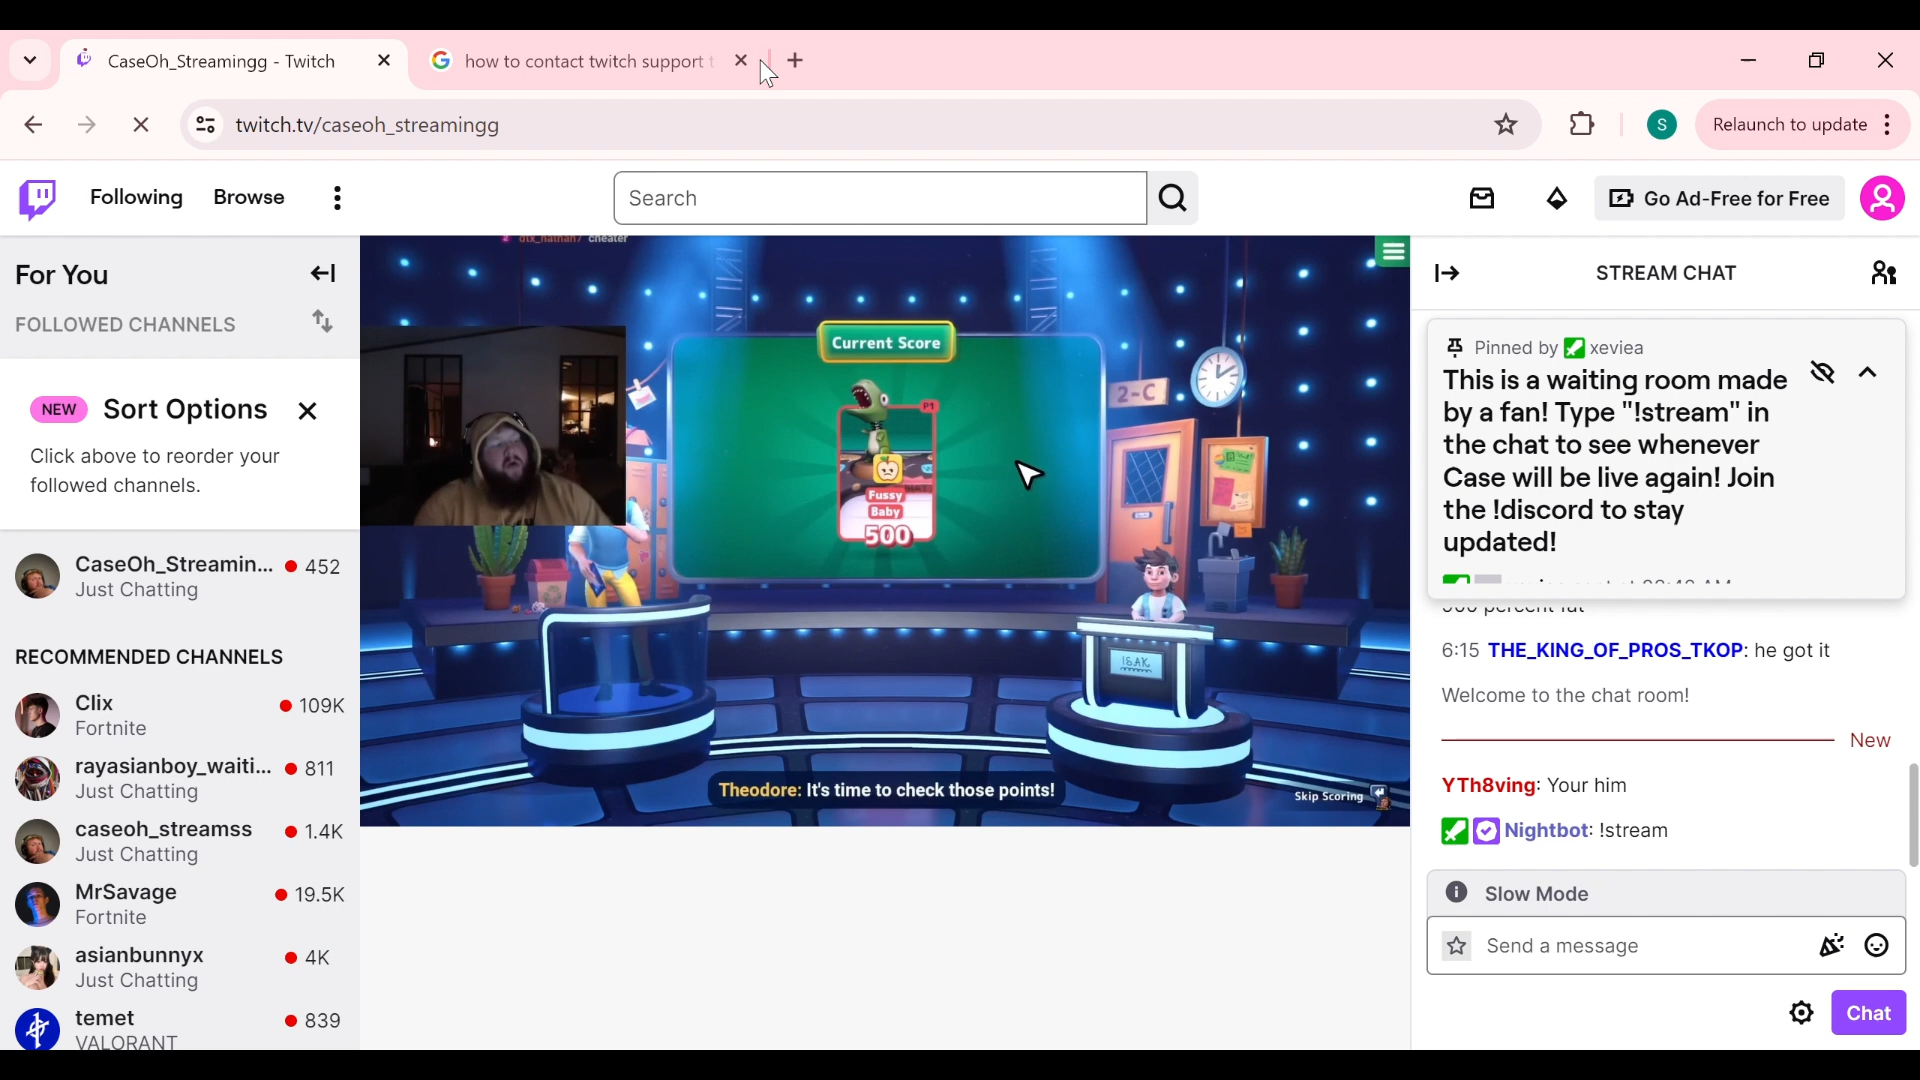 CaseOh_Streamingg - Twitch
how to contact twitch support
twitch.tv/caseoh_streamingg
S
Relaunch to update
Following
Browse
Search
Go Ad-Free for Free
For You
FOLLOWED CHANNELS
NEW Sort Options
Click above to reorder your
followed channels.
CaseOh_Streamin... 452
Just Chatting
RECOMMENDED CHANNELS
Clix 109K
Fortnite
rayasianboy_waiti... 811
Just Chatting
caseoh_streamss 1.4K
Just Chatting
MrSavage 19.5K
Fortnite
asianbunnyx 4K
Just Chatting
temet 839
VALORANT
cheater
Current Score
2-C
P1
Fussy
Baby
500
ISAK
Theodore: It's time to check those points!
Skip Scoring
STREAM CHAT
Pinned by xeviea
This is a waiting room made
by a fan! Type "!stream" in
the chat to see whenever
Case will be live again! Join
the !discord to stay
updated!
6:15 THE_KING_OF_PROS_TKOP: he got it
Welcome to the chat room!
New
YTh8ving: Your him
Nightbot: !stream
Slow Mode
Send a message
Chat